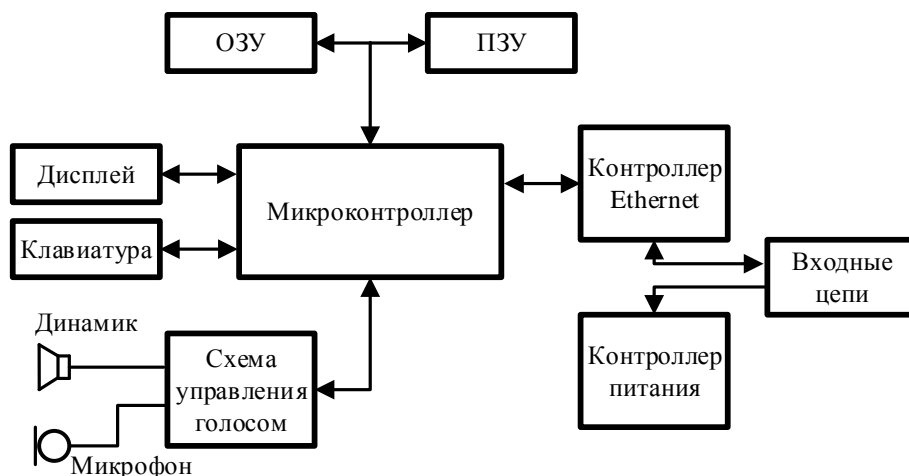 ОЗУ
ПЗУ
Дисплей
Клавиатура
Микроконтроллер
Контроллер
Ethernet
Входные
цепи
Контроллер
питания
Динамик
Схема
управления
голосом
Микрофон